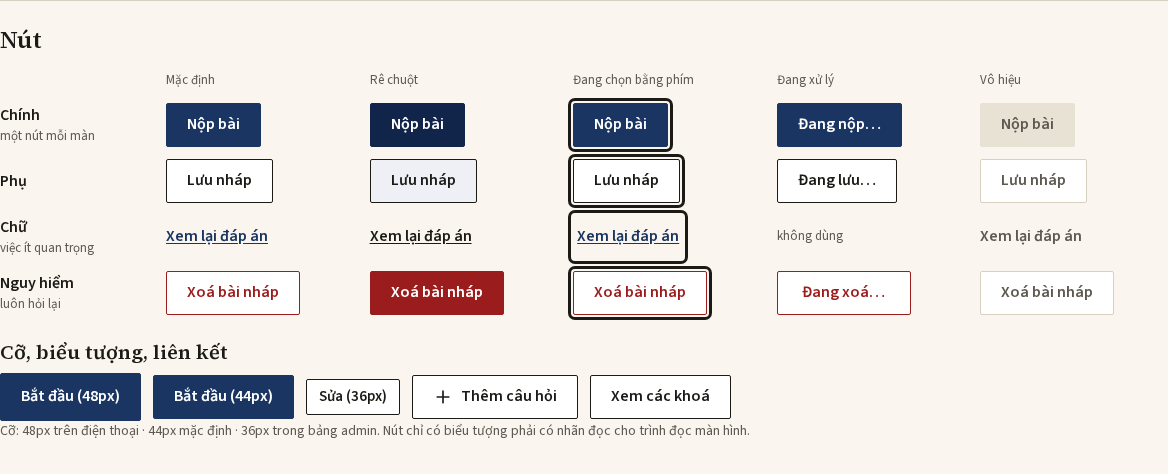 Nút
Mặc định Rê chuột Đang chọn bằng phím Đang xử lý Vô hiệu
Chính Nộp bài Nộp bài Nộp bài Đang nộp… Nộp bài
một nút mỗi màn
Phụ Lưu nháp Lưu nháp Lưu nháp Đang lưu… Lưu nháp
Chữ Xem lại đáp án Xem lại đáp án Xem lại đáp án không dùng Xem lại đáp án
việc ít quan trọng
Nguy hiểm Xoá bài nháp Xoá bài nháp Xoá bài nháp Đang xoá… Xoá bài nháp
luôn hỏi lại
Cỡ, biểu tượng, liên kết
Bắt đầu (48px) Bắt đầu (44px) Sửa (36px) + Thêm câu hỏi Xem các khoá
Cỡ: 48px trên điện thoại · 44px mặc định · 36px trong bảng admin. Nút chỉ có biểu tượng phải có nhãn đọc cho trình đọc màn hình.